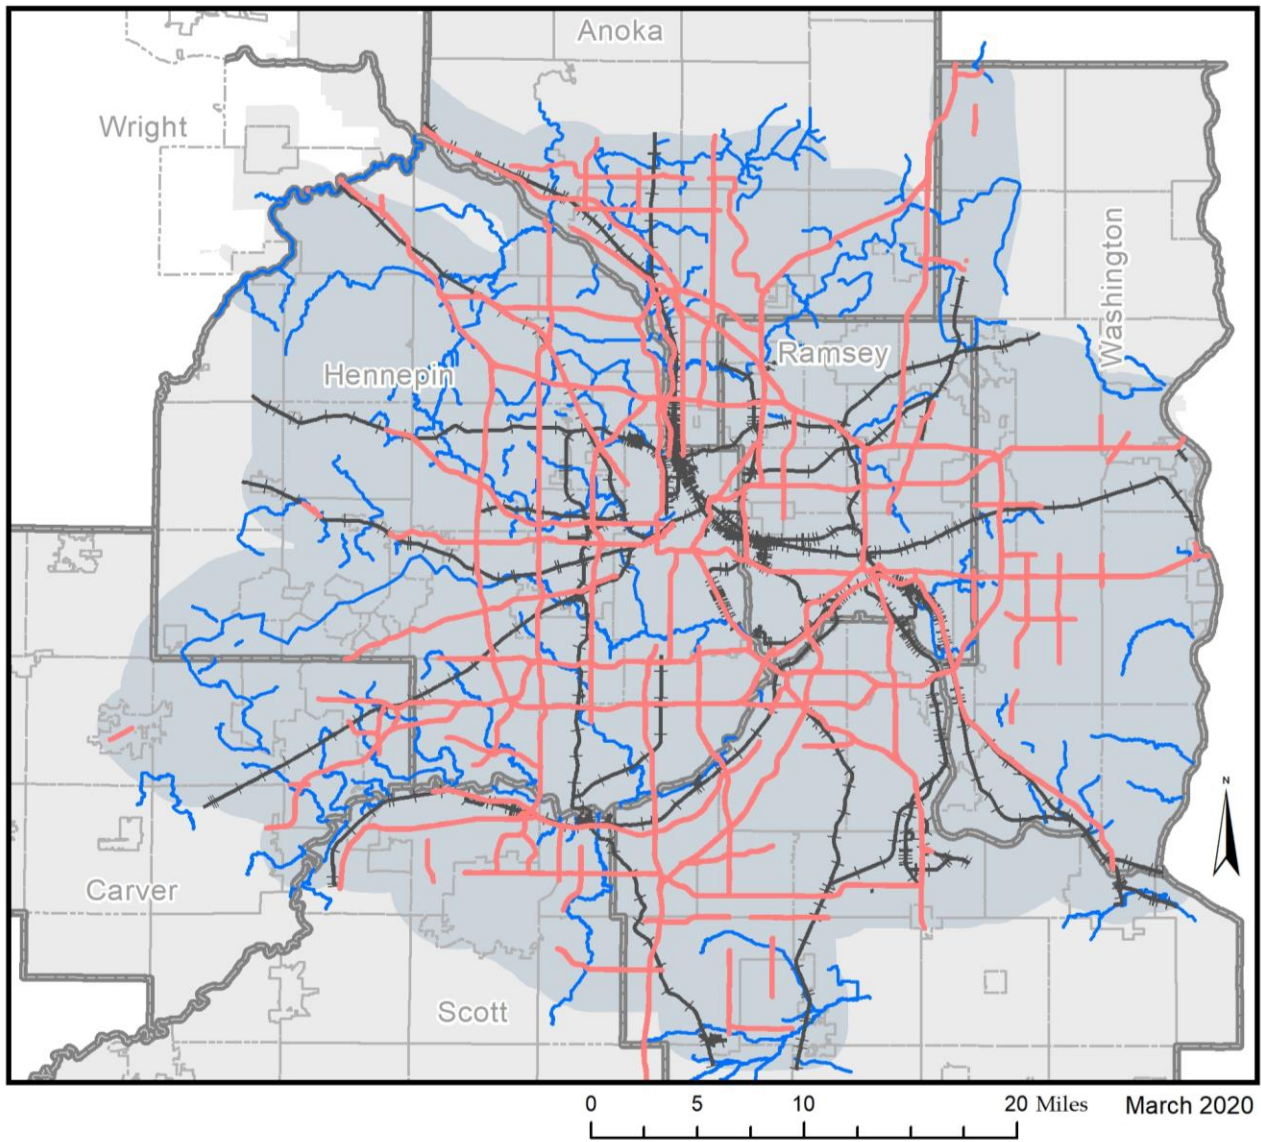 Anoka
Wright
Washington
Ramsey
Hennepin
Carver
Scott
N
0 5 10 20 Miles March 2020